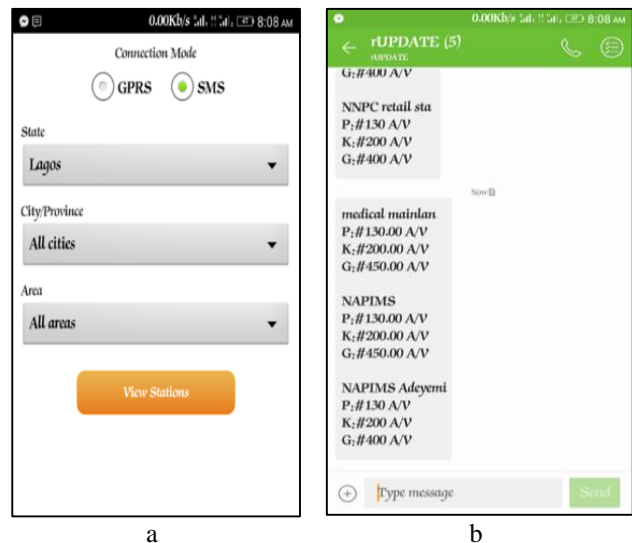 0.00Kb/s 8:08 AM
Connection Mode
GPRS SMS
State
Lagos
City/Province
All cities
Area
All areas
View Stations
a
0.00Kb/s 8:08 AM
rUPDATE (5)
rUPDATE
G:#400 A/V
NNPC retail sta
P:#130 A/V
K:#200 A/V
G:#400 A/V
Now
medical mainlan
P:#130.00 A/V
K:#200.00 A/V
G:#450.00 A/V
NAPIMS
P:#130.00 A/V
K:#200.00 A/V
G:#450.00 A/V
NAPIMS Adeyemi
P:#130 A/V
K:#200 A/V
G:#400 A/V
Type message
Send
b